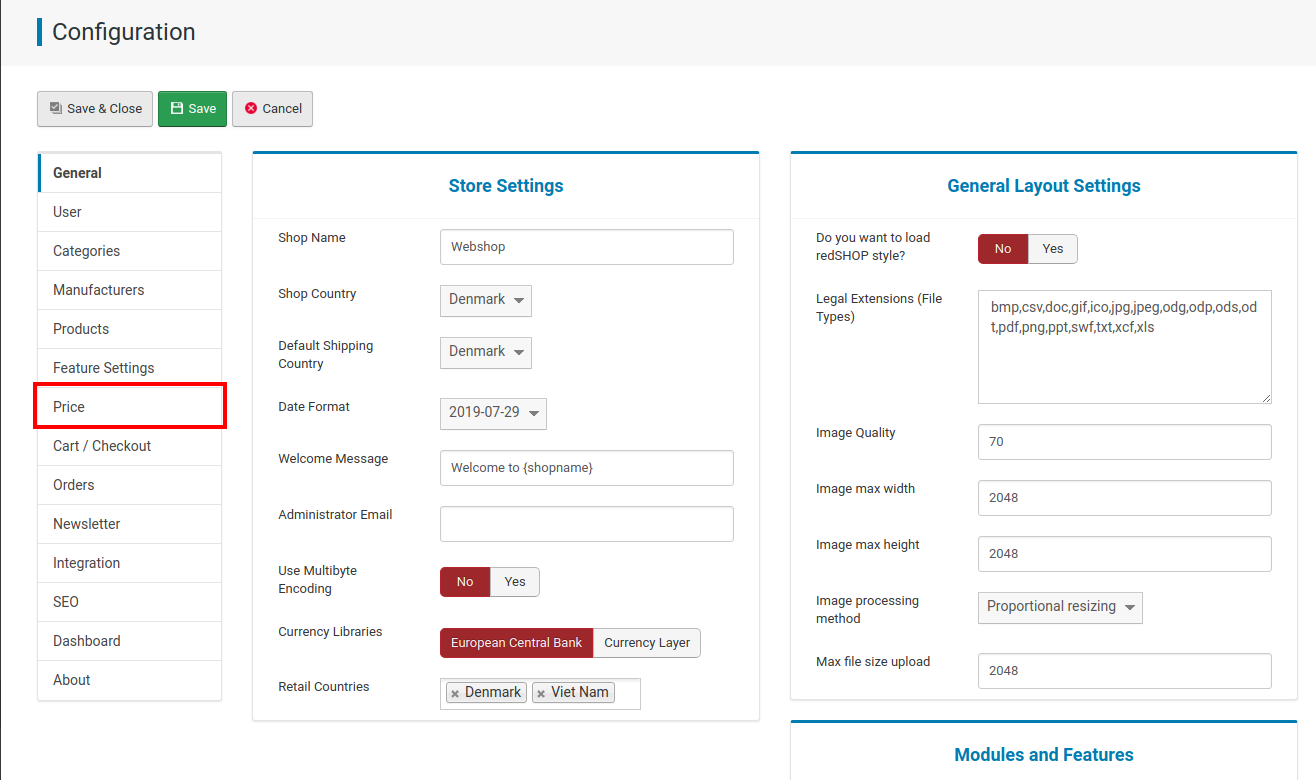 Configuration
Save & Close
Save
Cancel
General
User
Categories
Manufacturers
Products
Feature Settings
Price
Cart / Checkout
Orders
Newsletter
Integration
SEO
Dashboard
About
Store Settings
Shop Name
Webshop
Shop Country
Denmark
Default Shipping
Country
Denmark
Date Format
2019-07-29
Welcome Message
Welcome to {shopname}
Administrator Email
Use Multibyte
Encoding
No
Yes
Currency Libraries
European Central Bank
Currency Layer
Retail Countries
Denmark
Viet Nam
General Layout Settings
Do you want to load
redSHOP style?
No
Yes
Legal Extensions (File
Types)
bmp,csv,doc,gif,ico,jpg,jpeg,odg,odp,ods,od
t,pdf,png,ppt,swf,txt,xcf,xls
Image Quality
70
Image max width
2048
Image max height
2048
Image processing
method
Proportional resizing
Max file size upload
2048
Modules and Features